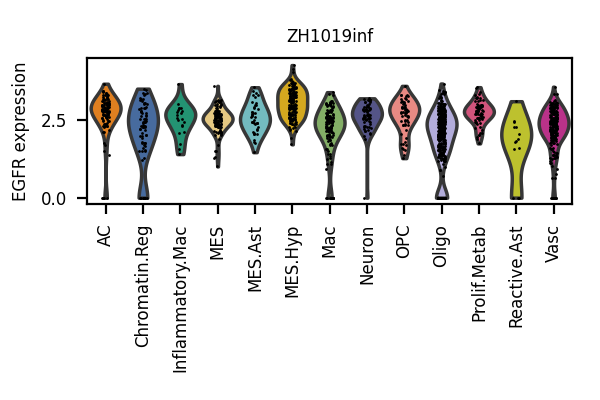 ZH1019inf
EGFR expression
2.5
0.0
AC
Chromatin.Reg
Inflammatory.Mac
MES
MES.Ast
MES.Hyp
Mac
Neuron
OPC
Oligo
Prolif.Metab
Reactive.Ast
Vasc